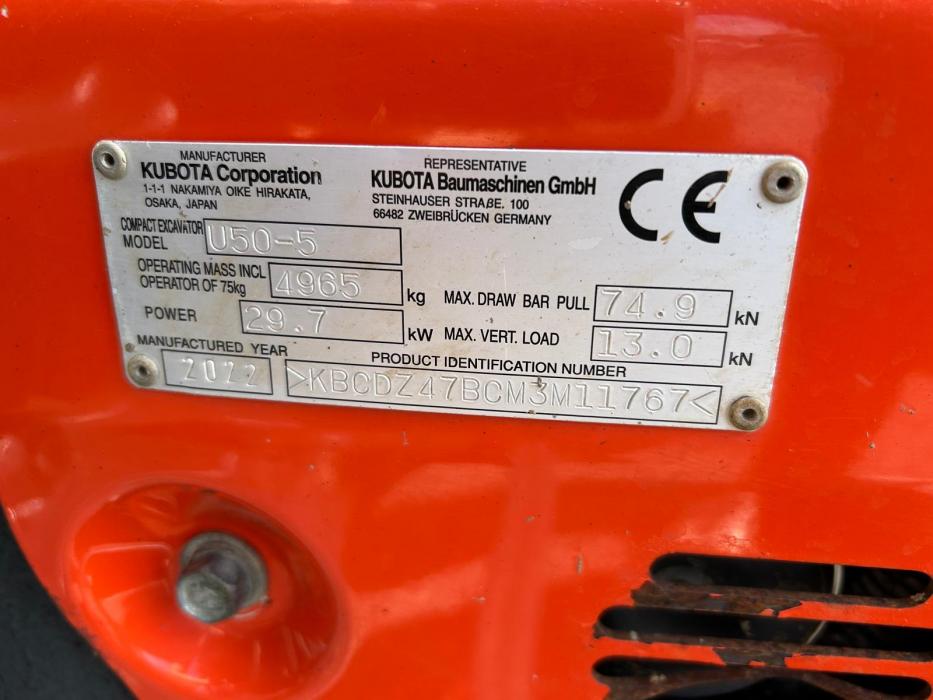 MANUFACTURER
KUBOTA Corporation
1-1-1 NAKAMIYA OIKE HIRAKATA,
OSAKA, JAPAN
REPRESENTATIVE
KUBOTA Baumaschinen GmbH
STEINHAUSER STRAßE. 100
66482 ZWEIBRÜCKEN GERMANY
CE
COMPACT EXCAVATOR
MODEL U50-5
OPERATING MASS INCL
OPERATOR OF 75kg 4965 kg
MAX. DRAW BAR PULL 74.9 kN
POWER 29.7 kW
MAX. VERT. LOAD 13.0 kN
MANUFACTURED YEAR
2022
PRODUCT IDENTIFICATION NUMBER
>KBCDZ47BCM3M11767<